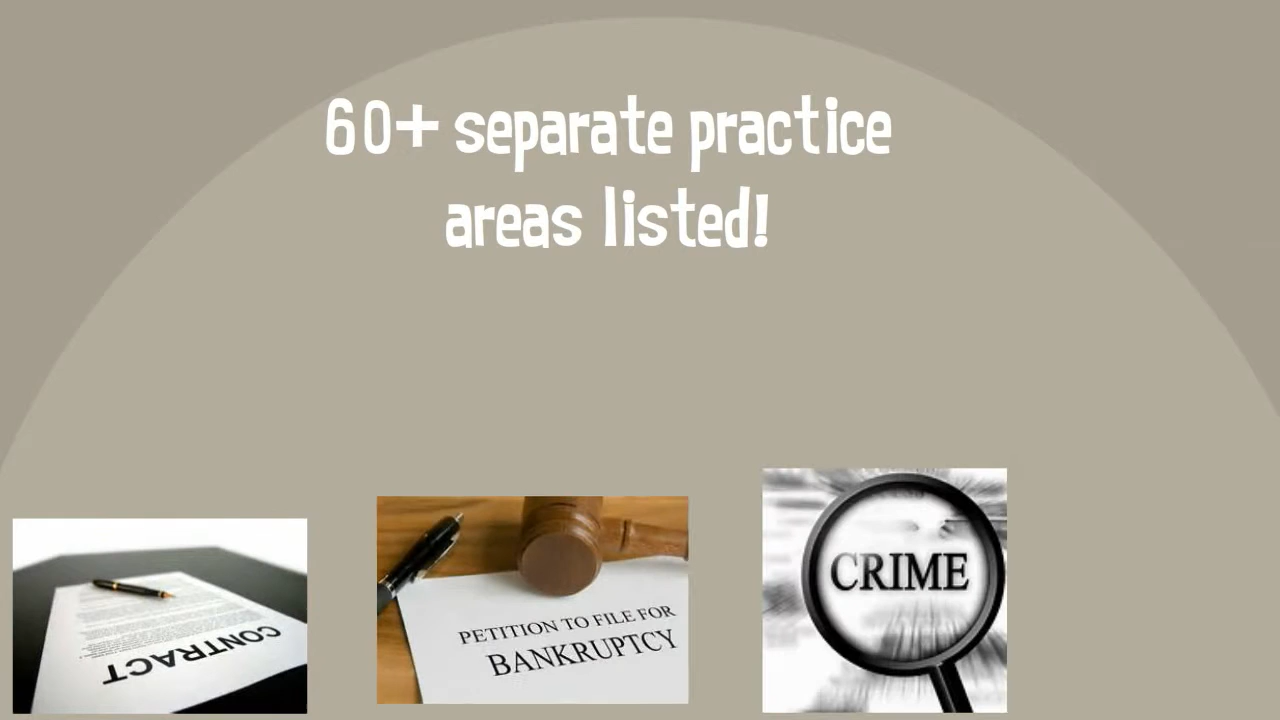 60+ separate practice
areas listed!
CONTRACT
PETITION TO FILE FOR
BANKRUPTCY
CRIME